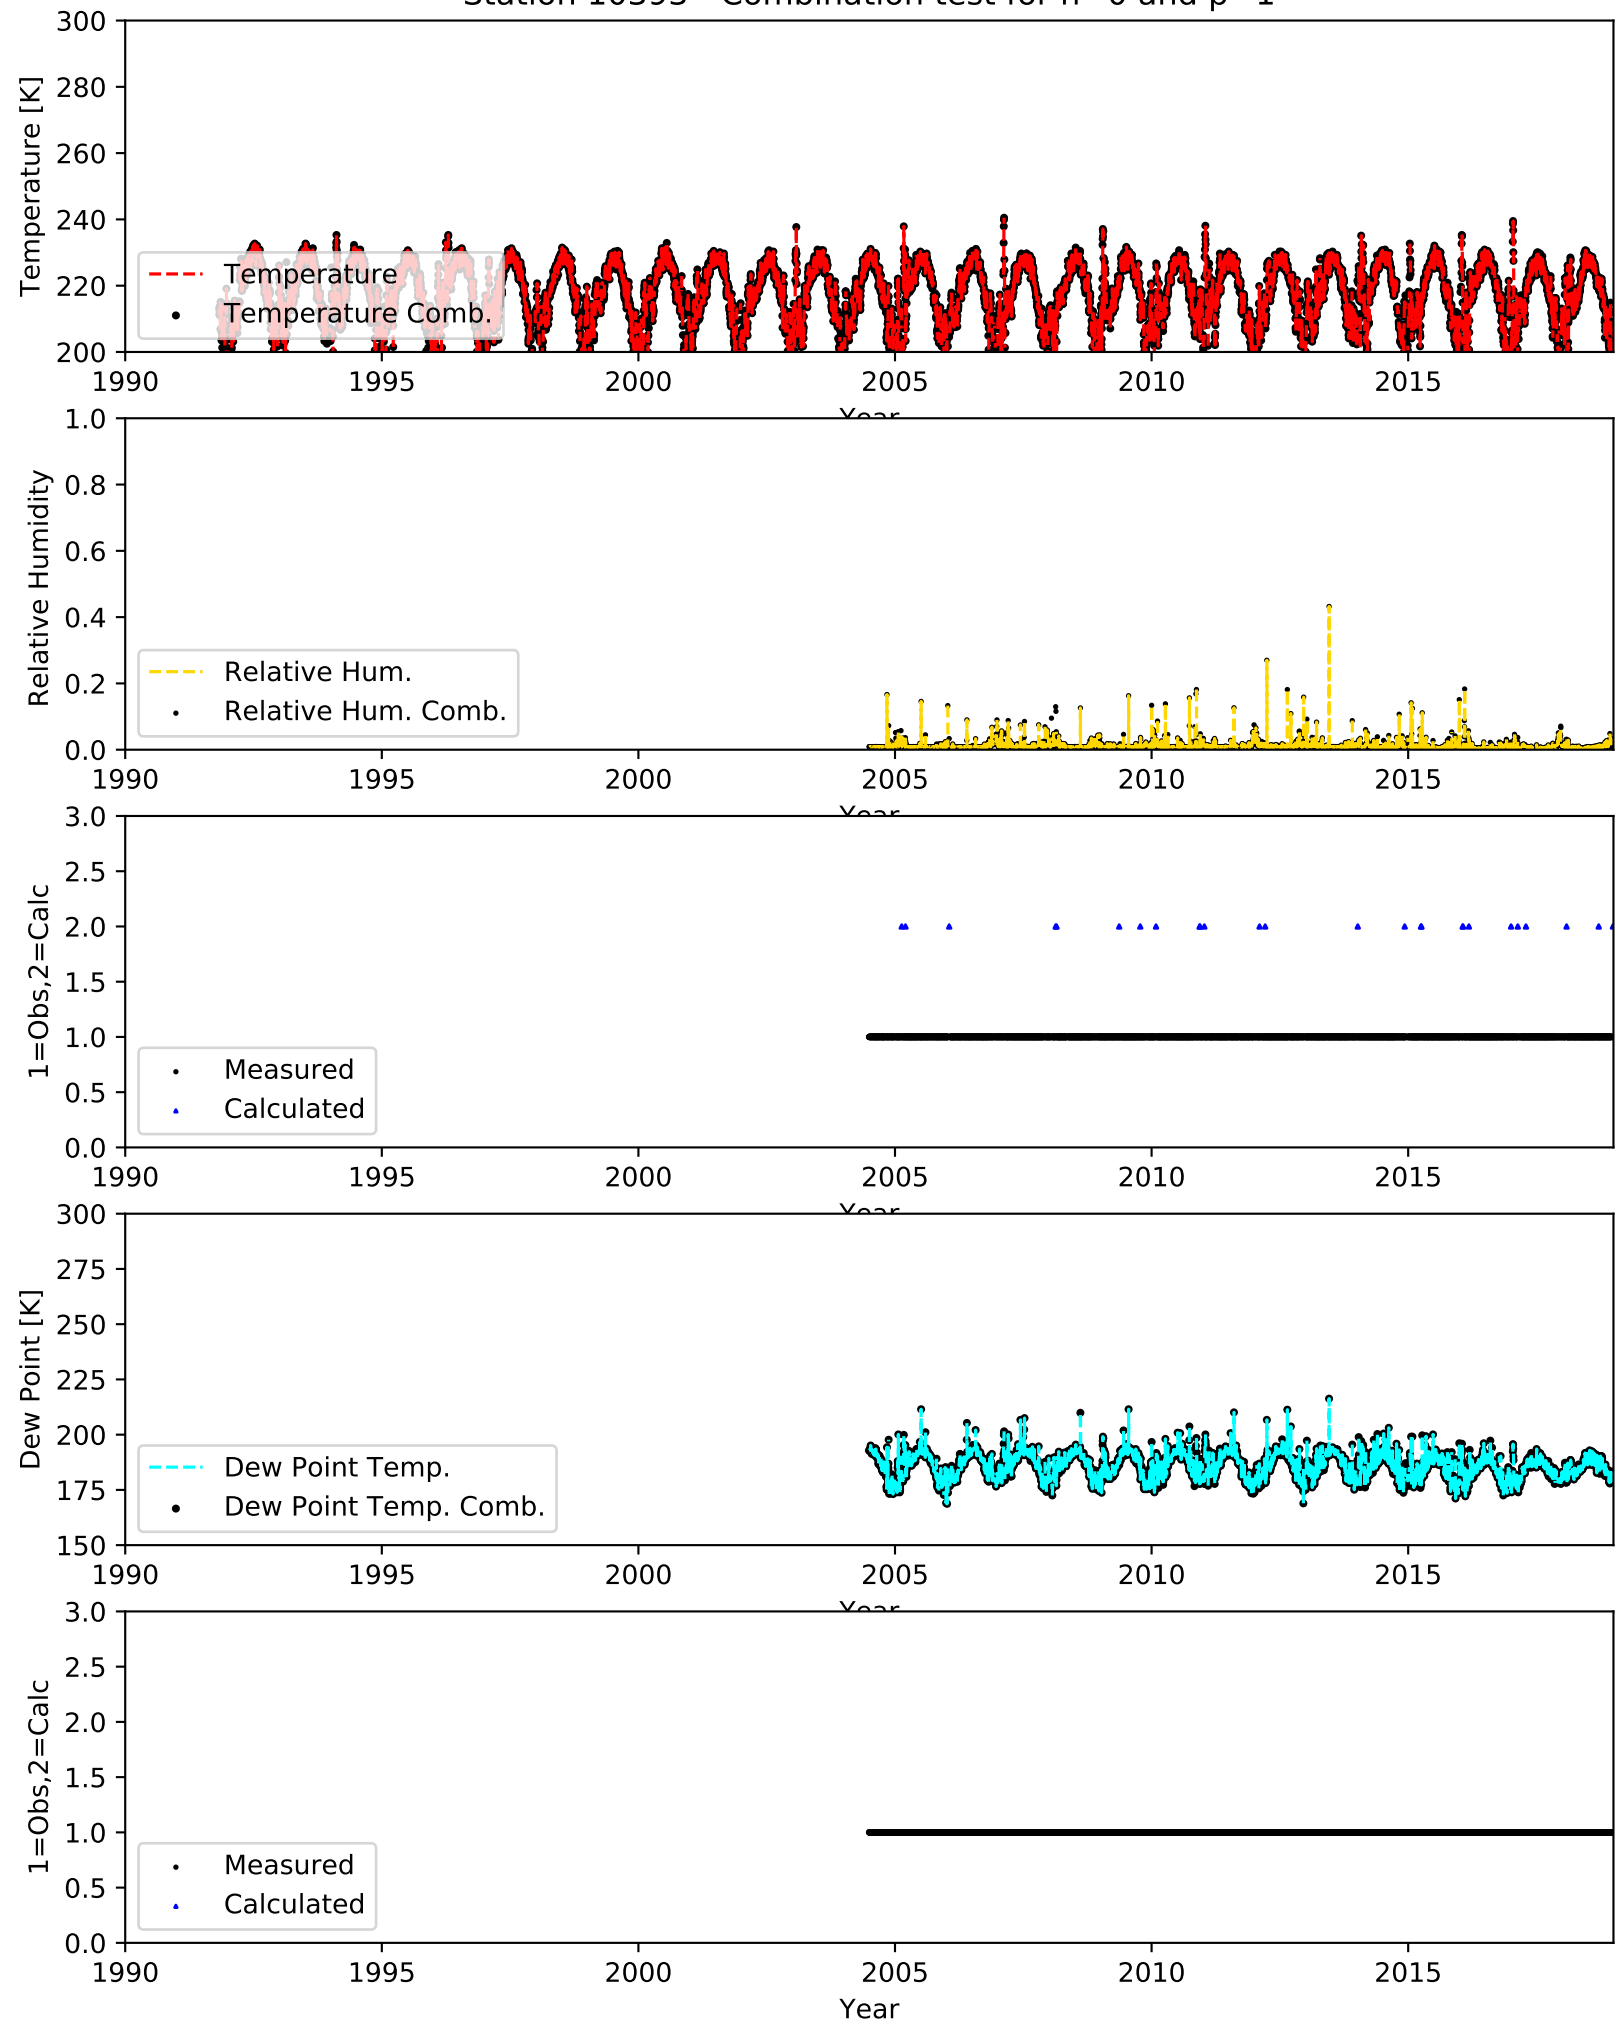 300
280
260
240
220
200
Temperature [K]
Temperature
Temperature Comb.
1990 1995 2000 2005 2010 2015
1.0
0.8
0.6
0.4
0.2
0.0
Relative Humidity
Relative Hum.
Relative Hum. Comb.
1990 1995 2000 2005 2010 2015
3.0
2.5
2.0
1.5
1.0
0.5
0.0
1=Obs,2=Calc
Measured
Calculated
1990 1995 2000 2005 2010 2015
300
275
250
225
200
175
150
Dew Point [K]
Dew Point Temp.
Dew Point Temp. Comb.
1990 1995 2000 2005 2010 2015
3.0
2.5
2.0
1.5
1.0
0.5
0.0
1=Obs,2=Calc
Measured
Calculated
1990 1995 2000 2005 2010 2015
Year